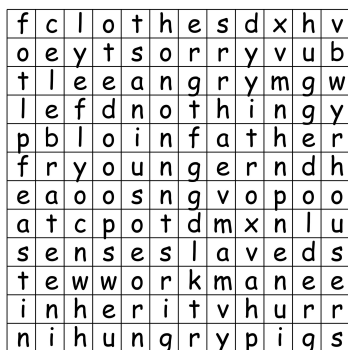 f c l o t h e s d x h v
o e y t s o r r y v u b
t l e e a n g r y m g w
l e f d n o t h i n g y
p b l o i n f a t h e r
f r y o u n g e r n d h
e a o o s n g v o p o o
a t c p o t d m x n l u
s e n s e s l a v e d s
t e w w o r k m a n e e
i n h e r i t v h u r r
n i h u n g r y p i g s